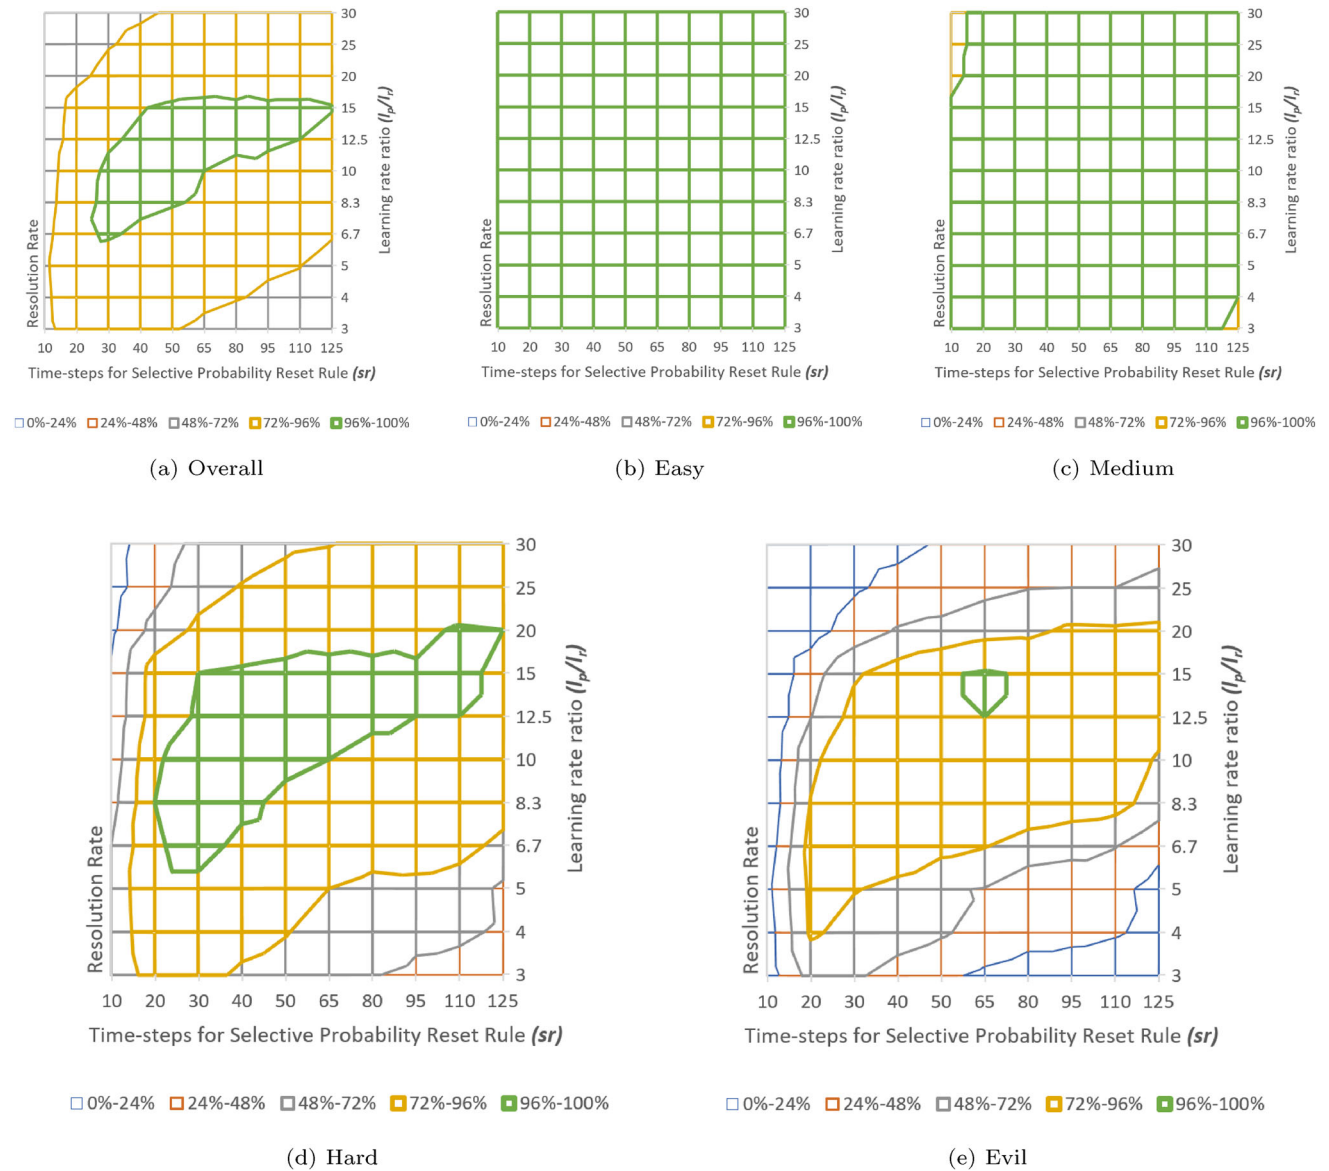 30
25
20
15
12.5
10
8.3
6.7
5
4
3
Learning rate ratio (lp/lr)
Resolution Rate
10 20 30 40 50 65 80 95 110 125
Time-steps for Selective Probability Reset Rule (sr)
0%-24% 24%-48% 48%-72% 72%-96% 96%-100%
(a) Overall
30
25
20
15
12.5
10
8.3
6.7
5
4
3
Learning rate ratio (lp/lr)
Resolution Rate
10 20 30 40 50 65 80 95 110 125
Time-steps for Selective Probability Reset Rule (sr)
0%-24% 24%-48% 48%-72% 72%-96% 96%-100%
(b) Easy
30
25
20
15
12.5
10
8.3
6.7
5
4
3
Learning rate ratio (lp/lr)
Resolution Rate
10 20 30 40 50 65 80 95 110 125
Time-steps for Selective Probability Reset Rule (sr)
0%-24% 24%-48% 48%-72% 72%-96% 96%-100%
(c) Medium
30
25
20
15
12.5
10
8.3
6.7
5
4
3
Learning rate ratio (lp/lr)
Resolution Rate
10 20 30 40 50 65 80 95 110 125
Time-steps for Selective Probability Reset Rule (sr)
0%-24% 24%-48% 48%-72% 72%-96% 96%-100%
(d) Hard
30
25
20
15
12.5
10
8.3
6.7
5
4
3
Learning rate ratio (lp/lr)
Resolution Rate
10 20 30 40 50 65 80 95 110 125
Time-steps for Selective Probability Reset Rule (sr)
0%-24% 24%-48% 48%-72% 72%-96% 96%-100%
(e) Evil